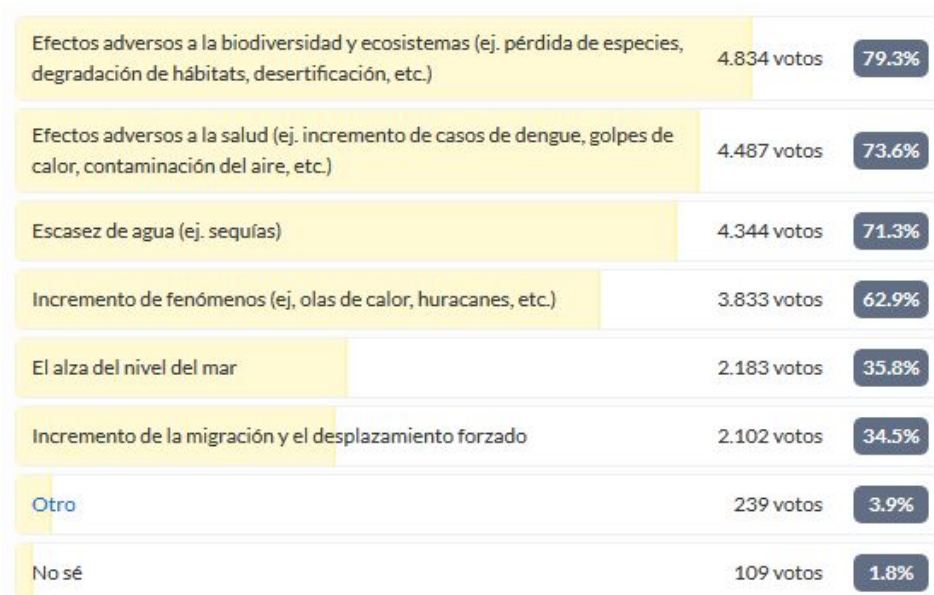 Efectos adversos a la biodiversidad y ecosistemas (ej. pérdida de especies,
degradación de hábitats, desertificación, etc.)
4.834 votos 79.3%
Efectos adversos a la salud (ej. incremento de casos de dengue, golpes de
calor, contaminación del aire, etc.)
4.487 votos 73.6%
Escasez de agua (ej. sequías) 4.344 votos 71.3%
Incremento de fenómenos (ej, olas de calor, huracanes, etc.) 3.833 votos 62.9%
El alza del nivel del mar 2.183 votos 35.8%
Incremento de la migración y el desplazamiento forzado 2.102 votos 34.5%
Otro 239 votos 3.9%
No sé 109 votos 1.8%